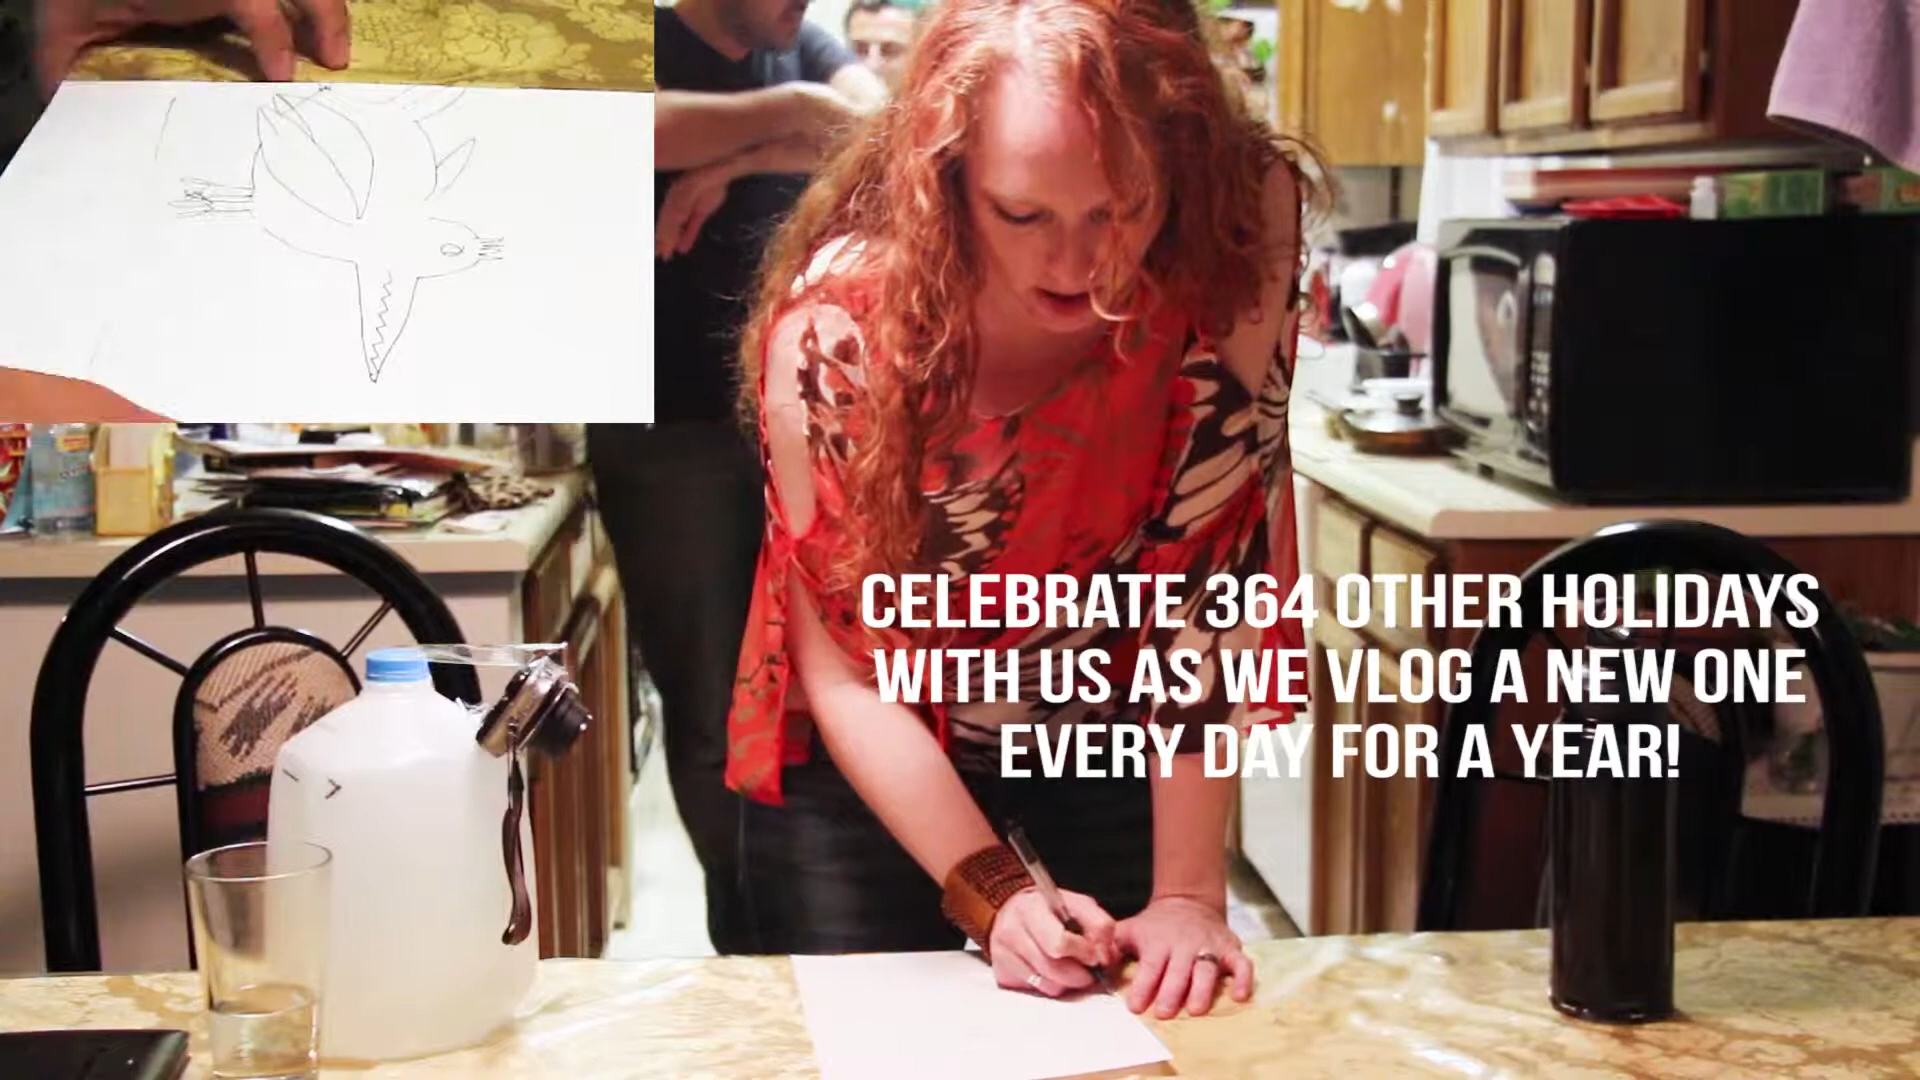 CELEBRATE 364 OTHER HOLIDAYS
WITH US AS WE VLOG A NEW ONE
EVERY DAY FOR A YEAR!